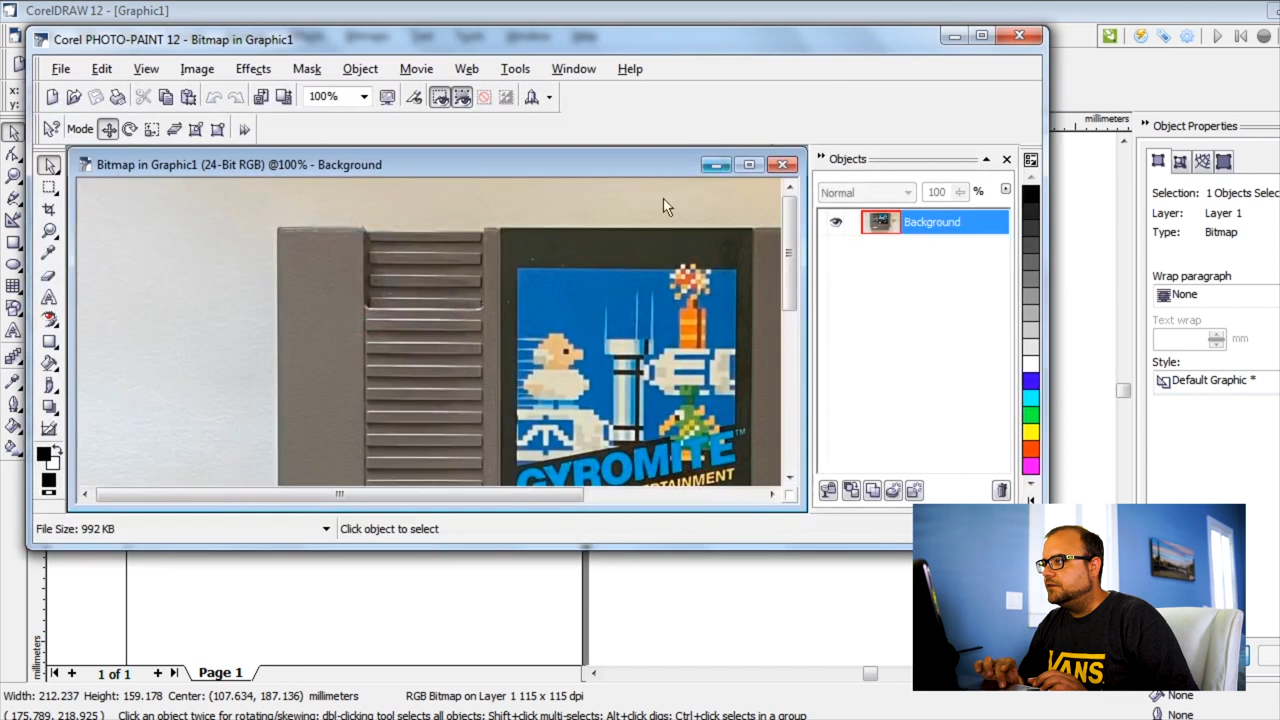 CorelDRAW 12 - [Graphic1]
Corel PHOTO-PAINT 12 - Bitmap in Graphic1
File Edit View Image Effects Mask Object Movie Web Tools Window Help
x:
y:
100%
Mode
millimeters
Object Properties
Bitmap in Graphic1 (24-Bit RGB) @100% - Background
Objects
Normal
100 %
Background
Selection: 1 Objects Selec
Layer: Layer 1
Type: Bitmap
Wrap paragraph
None
Text wrap
mm
Style:
Default Graphic *
GYROMITE™
ERTAINMENT
File Size: 992 KB
Click object to select
VANS
millimeters
1 of 1
Page 1
Width: 212.237 Height: 159.178 Center: (107.634, 187.136) millimeters
RGB Bitmap on Layer 1 115 x 115 dpi
None
(175.789, 218.925)
Click an object twice for rotating/skewing; dbl-clicking tool selects all objects; Shift+click multi-selects; Alt+click digs; Ctrl+click selects in a group
None